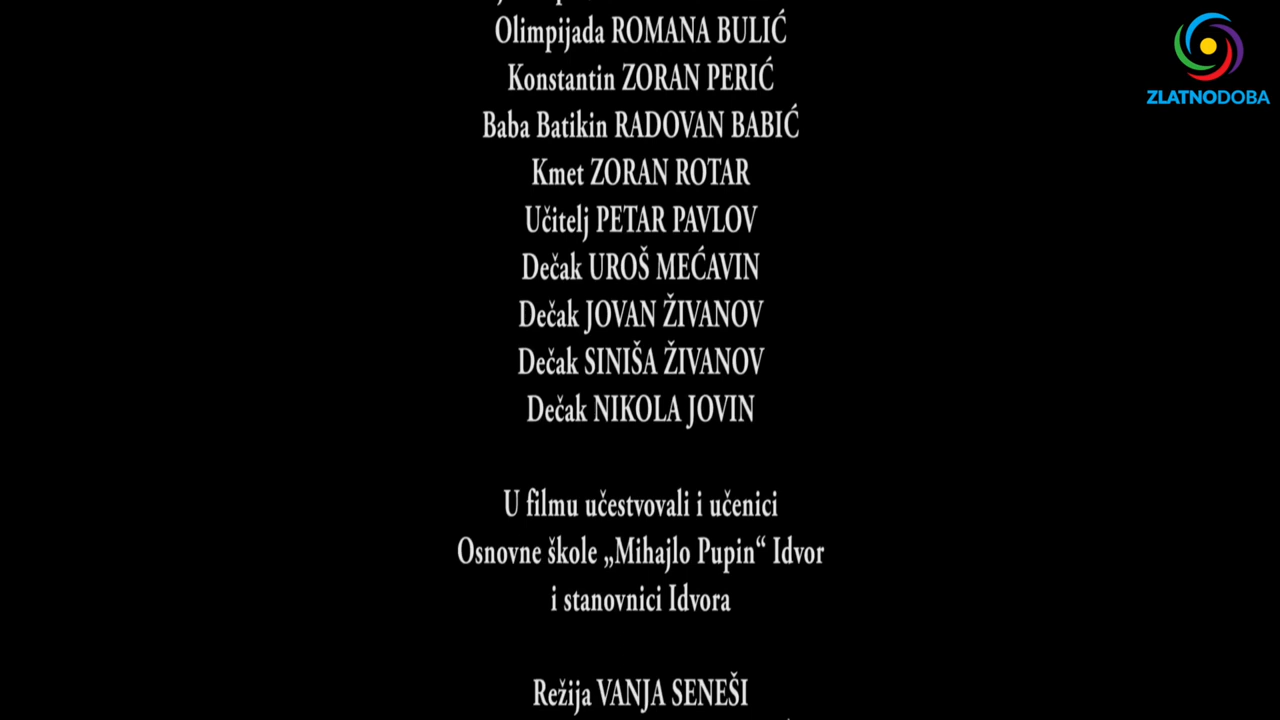 Olimpijada ROMANA BULIĆ
Konstantin ZORAN PERIĆ
Baba Batikin RADOVAN BABIĆ
Kmet ZORAN ROTAR
Učitelj PETAR PAVLOV
Dečak UROŠ MEĆAVIN
Dečak JOVAN ŽIVANOV
Dečak SINIŠA ŽIVANOV
Dečak NIKOLA JOVIN
U filmu učestvovali i učenici
Osnovne škole „Mihajlo Pupin“ Idvor
i stanovnici Idvora
Režija VANJA SENEŠI
ZLATNODOBA